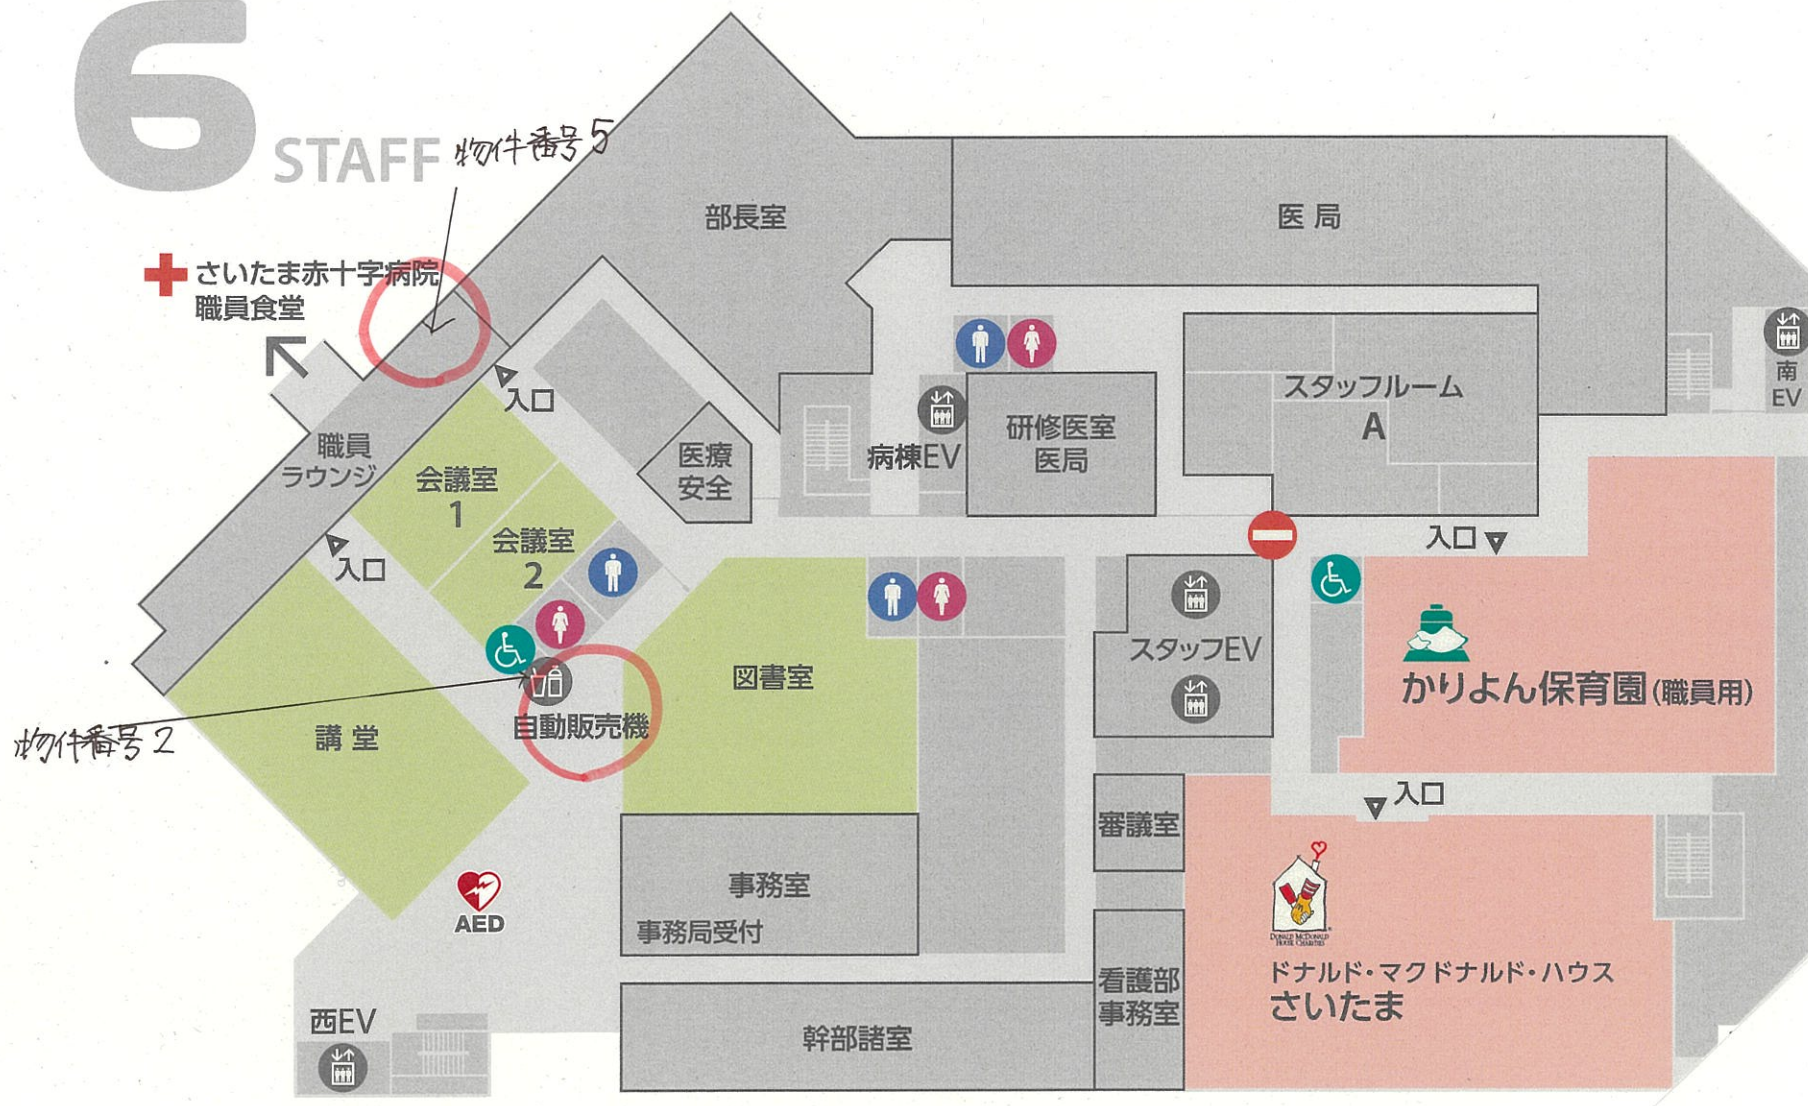 6
STAFF
物件番号5
さいたま赤十字病院
職員食堂
部長室
医局
入口
職員
ラウンジ
会議室
1
会議室
2
入口
医療
安全
病棟EV
研修医室
医局
スタッフルーム
A
南
EV
入口
スタッフEV
かりよん保育園(職員用)
物件番号2
自動販売機
講堂
図書室
入口
審議室
事務室
事務局受付
AED
DONALD MCDONALD
HOUSE CHARITIES
ドナルド・マクドナルド・ハウス
さいたま
看護部
事務室
西EV
幹部諸室